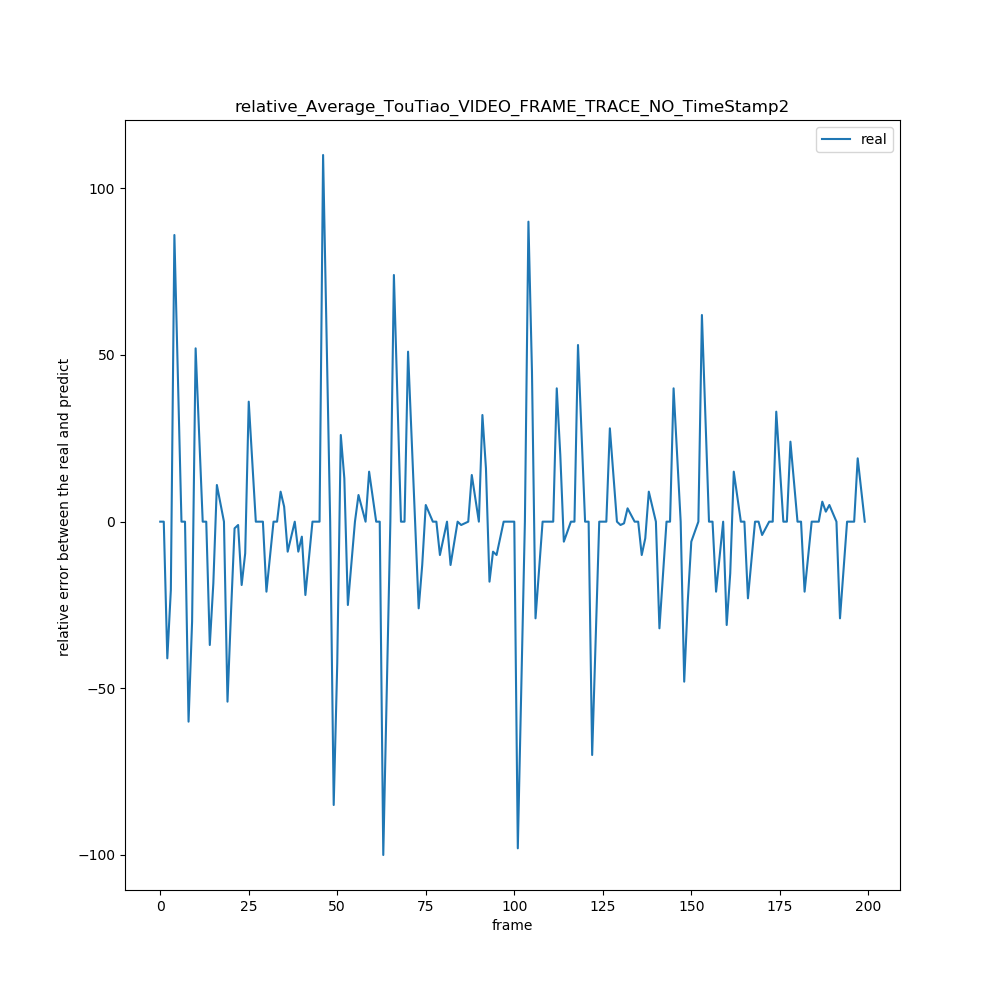 relative_Average_TouTiao_VIDEO_FRAME_TRACE_NO_TimeStamp2
real
relative error between the real and predict
100
50
0
−50
−100
0 25 50 75 100 125 150 175 200
frame